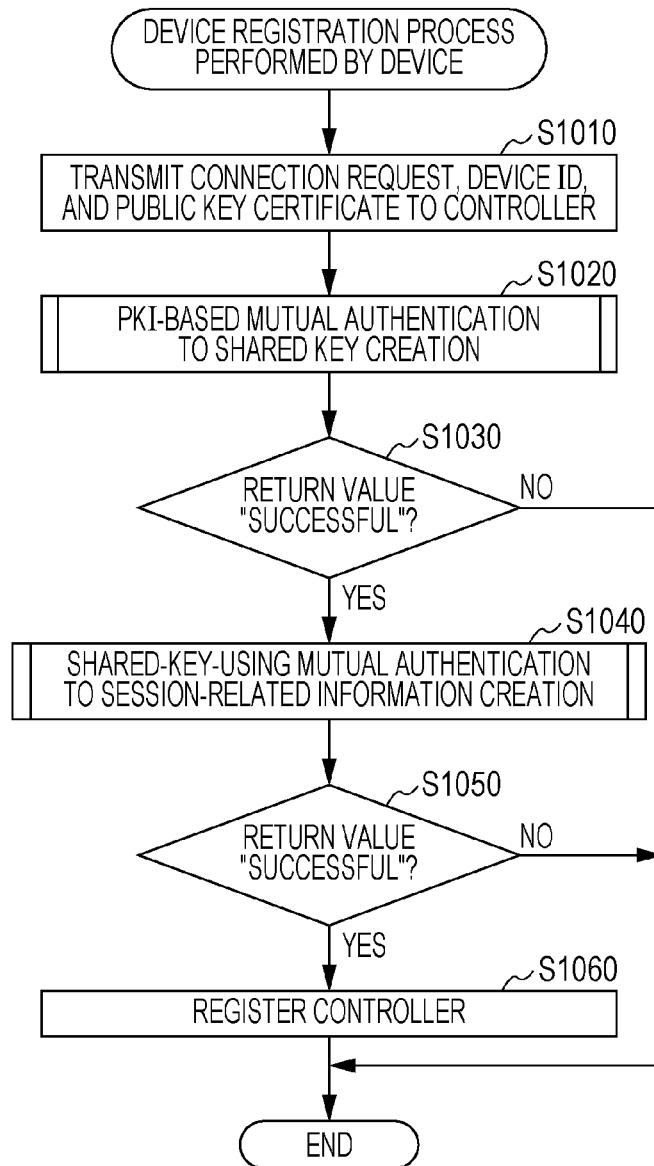 DEVICE REGISTRATION PROCESS
PERFORMED BY DEVICE
S1010
TRANSMIT CONNECTION REQUEST, DEVICE ID,
AND PUBLIC KEY CERTIFICATE TO CONTROLLER
S1020
PKI-BASED MUTUAL AUTHENTICATION
TO SHARED KEY CREATION
S1030
RETURN VALUE
"SUCCESSFUL"?
NO
YES
S1040
SHARED-KEY-USING MUTUAL AUTHENTICATION
TO SESSION-RELATED INFORMATION CREATION
S1050
RETURN VALUE
"SUCCESSFUL"?
NO
YES
S1060
REGISTER CONTROLLER
END